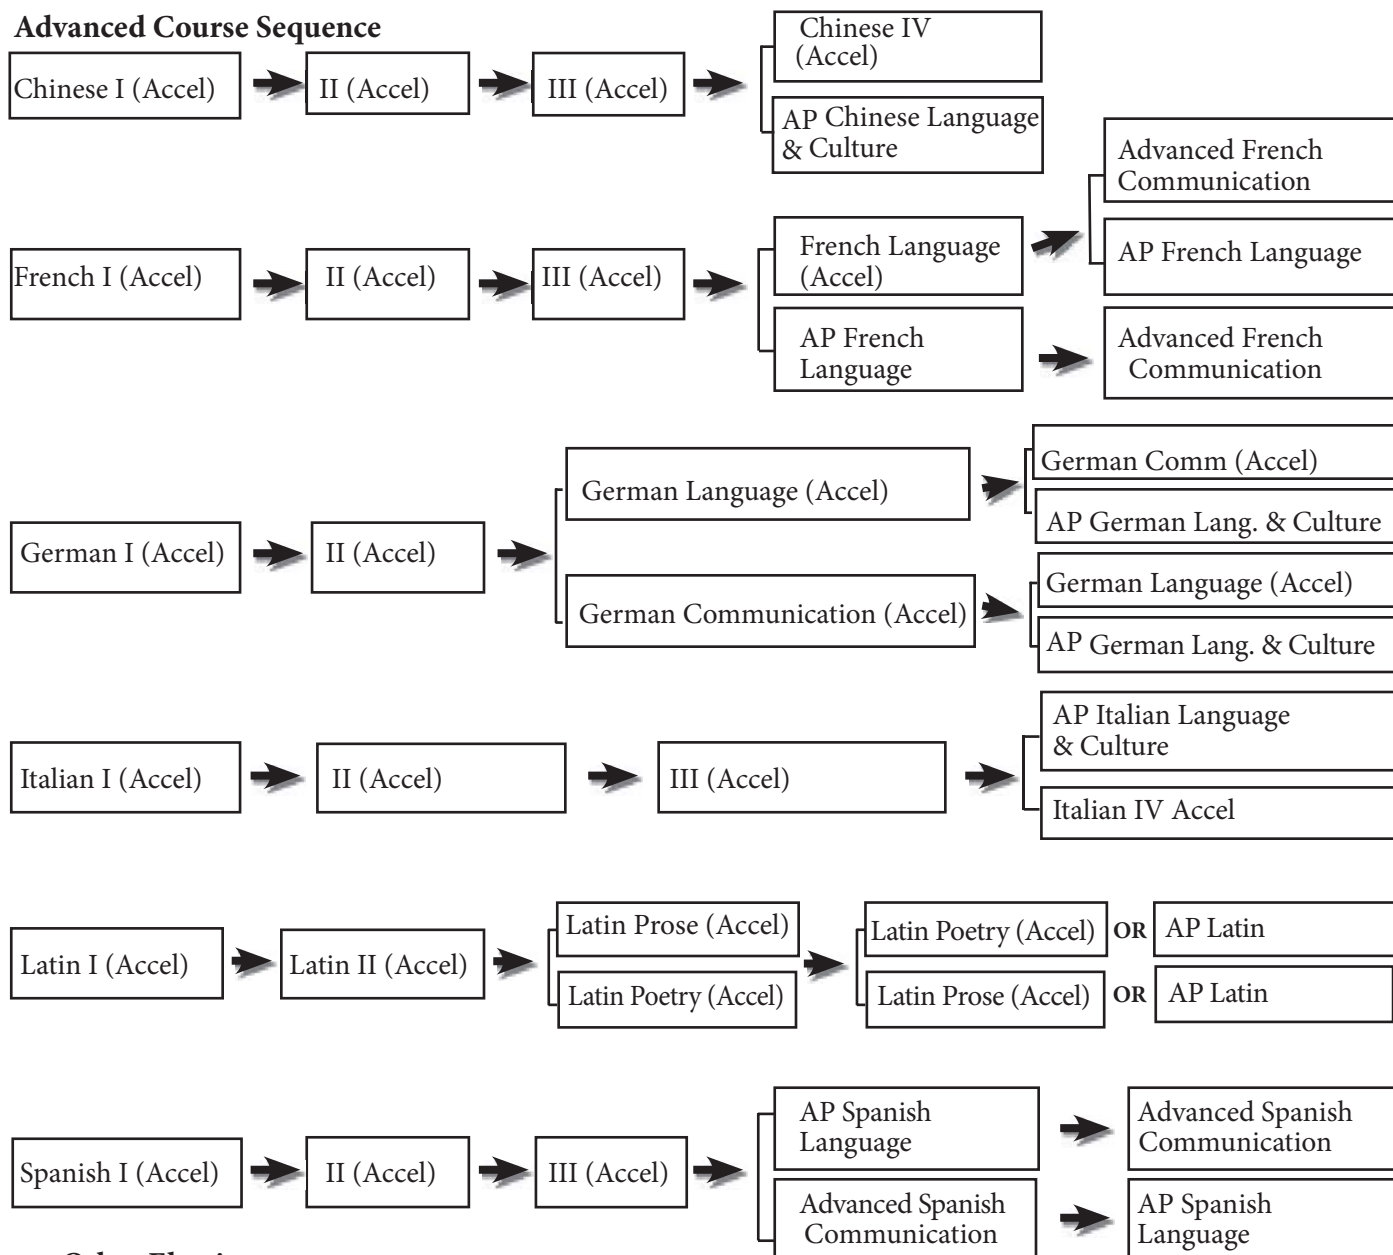 Advanced Course Sequence
Chinese I (Accel)
II (Accel)
III (Accel)
Chinese IV
(Accel)
AP Chinese Language
& Culture
French I (Accel)
II (Accel)
III (Accel)
French Language
(Accel)
Advanced French
Communication
AP French Language
AP French
Language
Advanced French
Communication
German I (Accel)
II (Accel)
German Language (Accel)
German Comm (Accel)
AP German Lang. & Culture
German Communication (Accel)
German Language (Accel)
AP German Lang. & Culture
Italian I (Accel)
II (Accel)
III (Accel)
AP Italian Language
& Culture
Italian IV Accel
Latin I (Accel)
Latin II (Accel)
Latin Prose (Accel)
Latin Poetry (Accel)
Latin Poetry (Accel) OR AP Latin
Latin Prose (Accel) OR AP Latin
Spanish I (Accel)
II (Accel)
III (Accel)
AP Spanish
Language
Advanced Spanish
Communication
Advanced Spanish
Communication
AP Spanish
Language